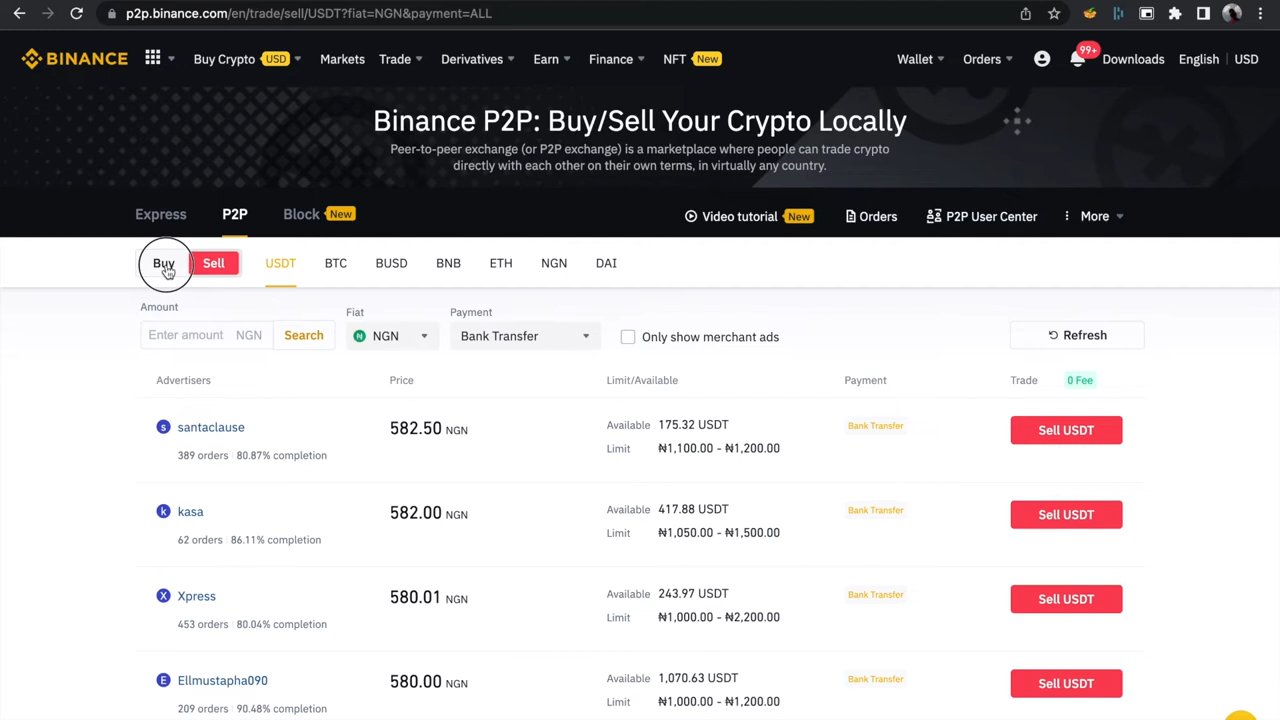 p2p.binance.com/en/trade/sell/USDT?fiat=NGN&payment=ALL
BINANCE Buy Crypto USD Markets Trade Derivatives Earn Finance NFT New Wallet Orders 99+ Downloads English USD
Binance P2P: Buy/Sell Your Crypto Locally
Peer-to-peer exchange (or P2P exchange) is a marketplace where people can trade crypto
directly with each other on their own terms, in virtually any country.
Express P2P Block New Video tutorial New Orders P2P User Center More
Buy Sell USDT BTC BUSD BNB ETH NGN DAI
Amount Fiat Payment
Enter amount NGN Search NGN Bank Transfer Only show merchant ads Refresh
Advertisers Price Limit/Available Payment Trade 0 Fee
s santaclause 582.50 NGN Available 175.32 USDT Bank Transfer Sell USDT
389 orders 80.87% completion Limit ₦1,100.00 - ₦1,200.00
k kasa 582.00 NGN Available 417.88 USDT Bank Transfer Sell USDT
62 orders 86.11% completion Limit ₦1,050.00 - ₦1,500.00
X Xpress 580.01 NGN Available 243.97 USDT Bank Transfer Sell USDT
453 orders 80.04% completion Limit ₦1,000.00 - ₦2,200.00
E Ellmustapha090 580.00 NGN Available 1,070.63 USDT Bank Transfer Sell USDT
209 orders 90.48% completion Limit ₦1,000.00 - ₦1,200.00